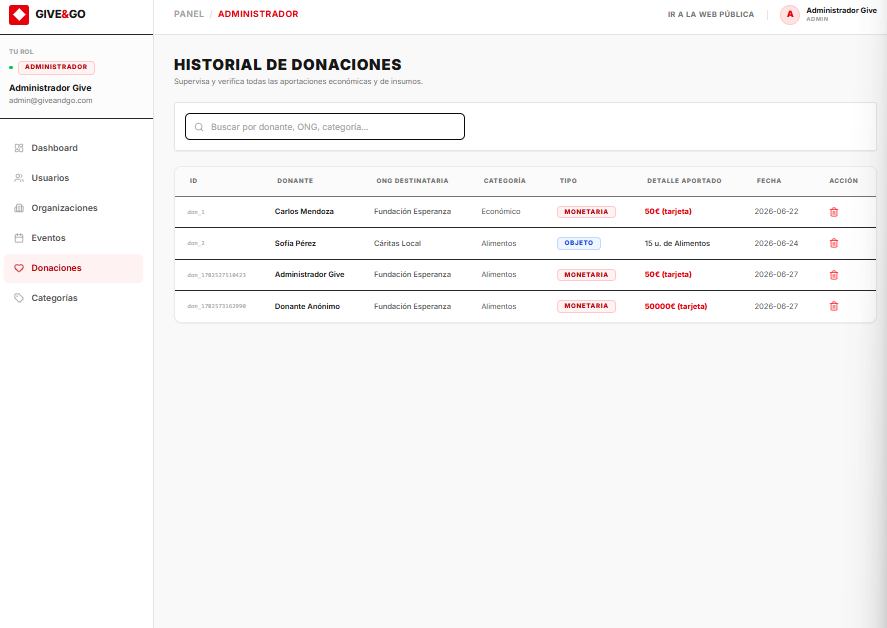 GIVE&GO
PANEL / ADMINISTRADOR
IR A LA WEB PÚBLICA
A
Administrador Give
ADMIN
TU ROL
ADMINISTRADOR
Administrador Give
admin@giveandgo.com
Dashboard
Usuarios
Organizaciones
Eventos
Donaciones
Categorías
HISTORIAL DE DONACIONES
Supervisa y verifica todas las aportaciones económicas y de insumos.
Buscar por donante, ONG, categoría...
ID DONANTE ONG DESTINATARIA CATEGORÍA TIPO DETALLE APORTADO FECHA ACCIÓN
don_1 Carlos Mendoza Fundación Esperanza Económico MONETARIA 50€ (tarjeta) 2026-06-22
don_2 Sofía Pérez Cáritas Local Alimentos OBJETO 15 u. de Alimentos 2026-06-24
don_1782527510423 Administrador Give Fundación Esperanza Alimentos MONETARIA 50€ (tarjeta) 2026-06-27
don_1782573162990 Donante Anónimo Fundación Esperanza Alimentos MONETARIA 50000€ (tarjeta) 2026-06-27